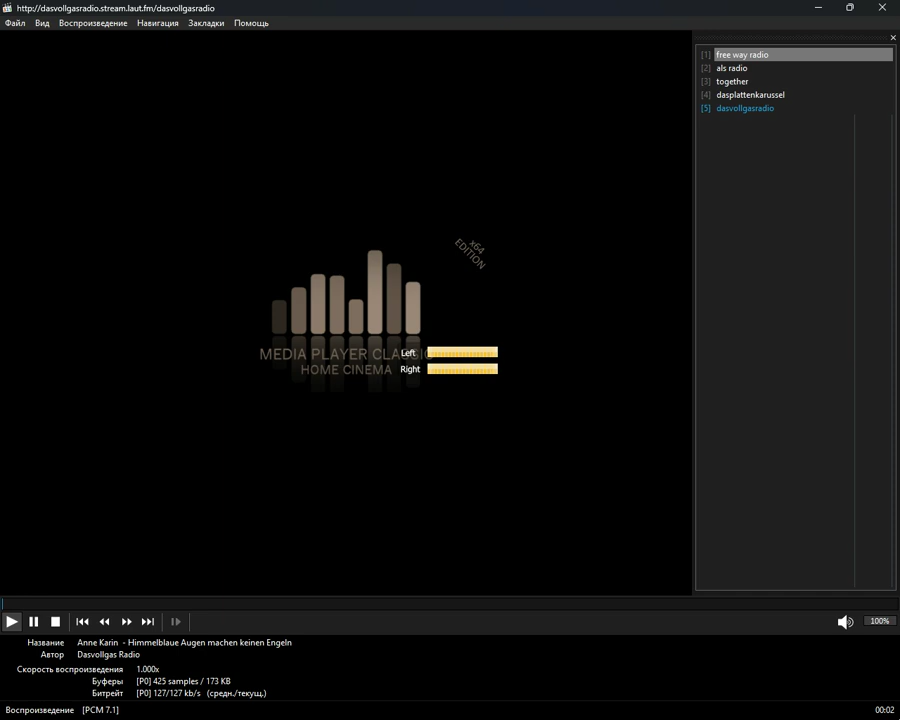 http://dasvollgasradio.stream.laut.fm/dasvollgasradio
Файл Вид Воспроизведение Навигация Закладки Помощь
[1] free way radio
[2] als radio
[3] together
[4] dasplattenkarussel
[5] dasvollgasradio
x64
EDITION
MEDIA PLAYER CLASSIC
HOME CINEMA
Left
Right
100%
Название Anne Karin - Himmelblaue Augen machen keinen Engeln
Автор Dasvollgas Radio
Скорость воспроизведения 1.000x
Буферы [P0] 425 samples / 173 KB
Битрейт [P0] 127/127 kb/s (средн./текущ.)
Воспроизведение [PCM 7.1] 00:02